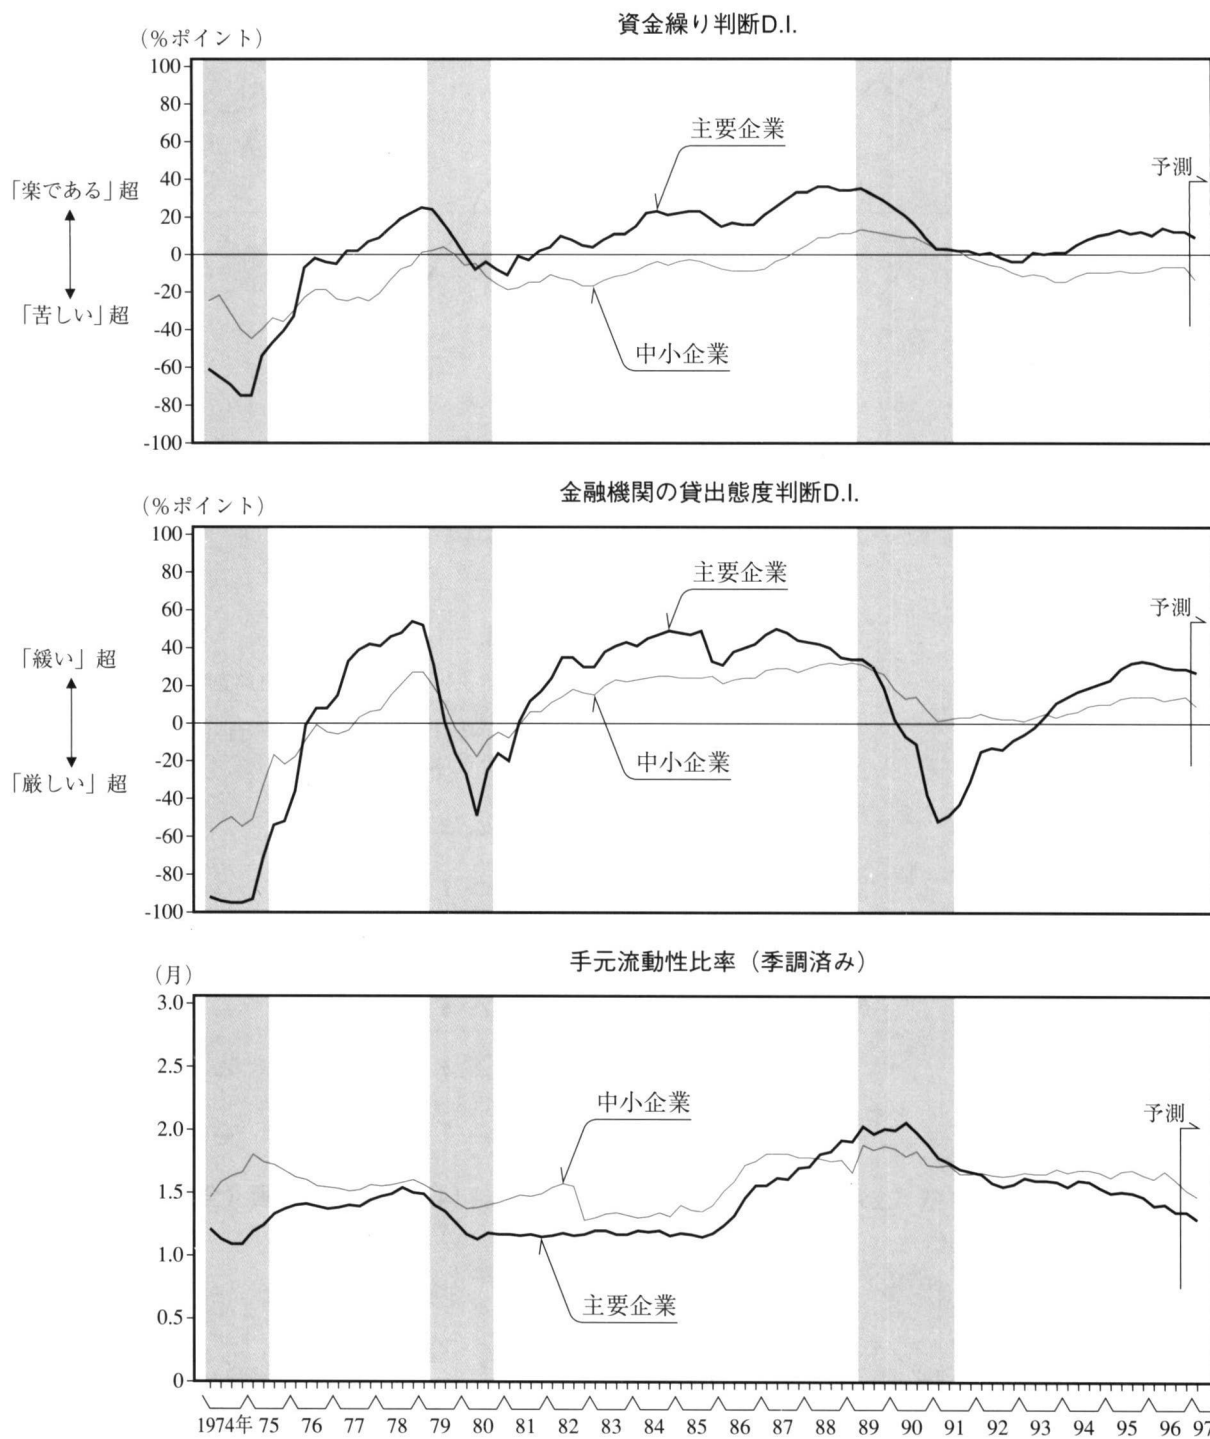 資金繰り判断D.I.
(%ポイント)
100
80
60
40
20
0
-20
-40
-60
-80
-100
「楽である」超
「苦しい」超
主要企業
中小企業
予測
金融機関の貸出態度判断D.I.
(%ポイント)
100
80
60
40
20
0
-20
-40
-60
-80
-100
「緩い」超
「厳しい」超
主要企業
中小企業
予測
手元流動性比率（季調済み）
(月)
3.0
2.5
2.0
1.5
1.0
0.5
0
中小企業
主要企業
予測
1974年 75 76 77 78 79 80 81 82 83 84 85 86 87 88 89 90 91 92 93 94 95 96 97